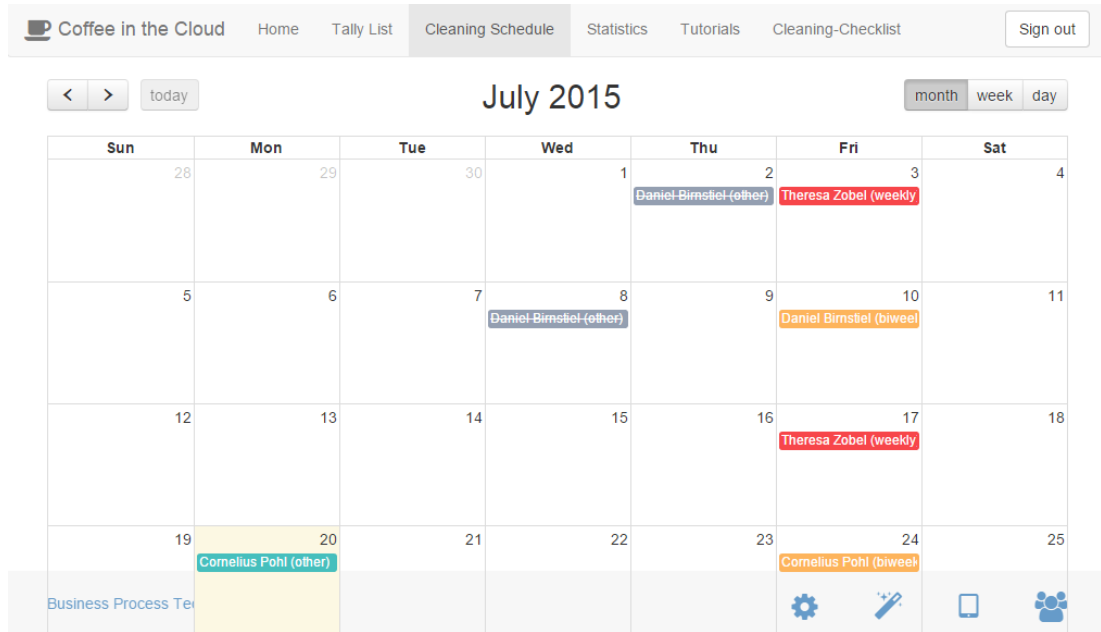 Coffee in the Cloud Home Tally List Cleaning Schedule Statistics Tutorials Cleaning-Checklist Sign out
today July 2015 month week day
Sun Mon Tue Wed Thu Fri Sat
28 29 30 1 2 3 4
Daniel Birnstiel (other) Theresa Zobel (weekly
5 6 7 8 9 10 11
Daniel Birnstiel (other) Daniel Birnstiel (biweel
12 13 14 15 16 17 18
Theresa Zobel (weekly
19 20 21 22 23 24 25
Cornelius Pohl (other) Cornelius Pohl (biweek
Business Process Tec